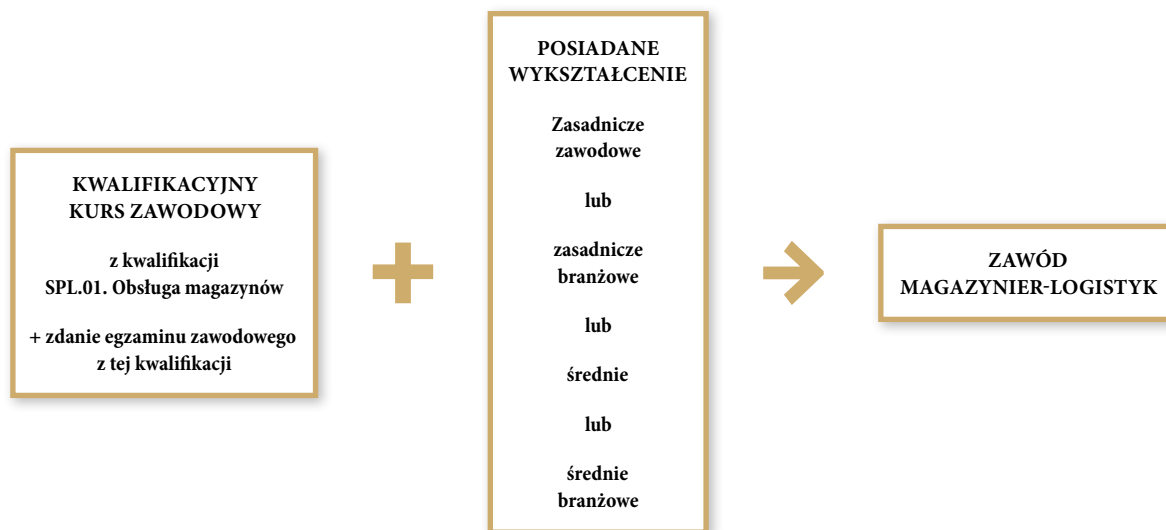 KWALIFIKACYJNY
KURS ZAWODOWY
z kwalifikacji
SPL.01. Obsługa magazynów
+ zdanie egzaminu zawodowego
z tej kwalifikacji
+
POSIADANE
WYKSZTAŁCENIE
Zasadnicze
zawodowe
lub
zasadnicze
branżowe
lub
średnie
lub
średnie
branżowe
ZAWÓD
MAGAZYNIER-LOGISTYK